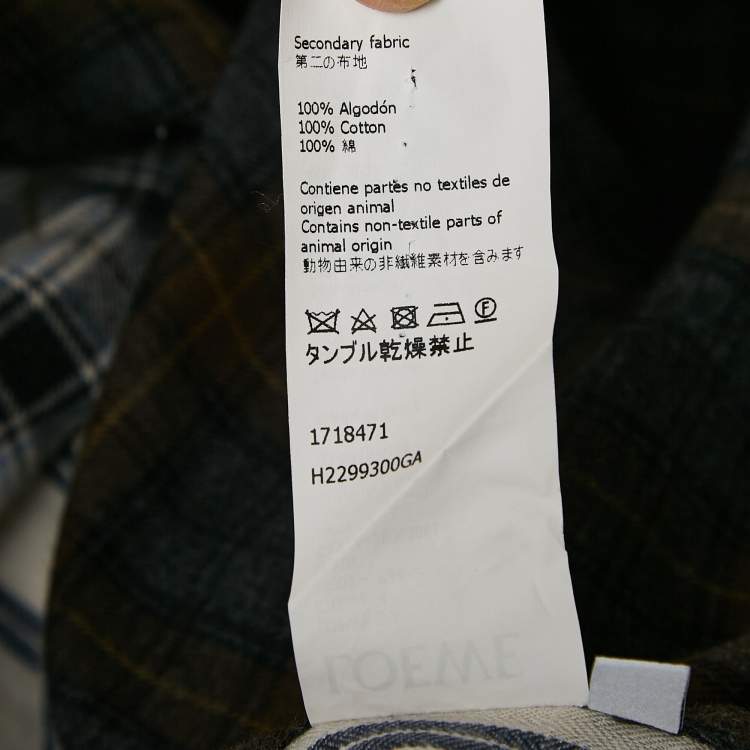 Secondary fabric
第二の布地
100% Algodón
100% Cotton
100% 綿
Contiene partes no textiles de
origen animal
Contains non-textile parts of
animal origin
動物由来の非繊維素材を含みます
F
タンブル乾燥禁止
1718471
H2299300GA
LOEWE